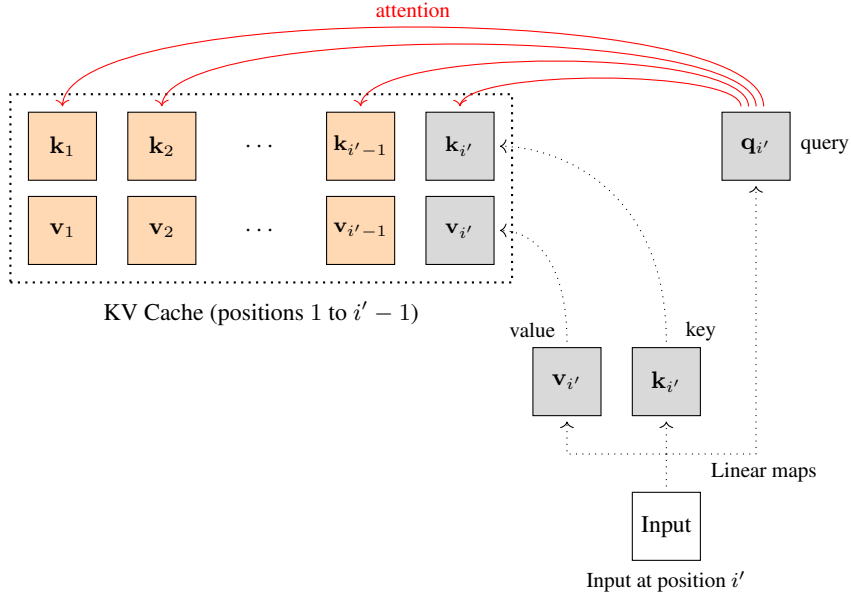 attention
k₁ k₂ ⋯ kᵢ′₋₁ kᵢ′ qᵢ′ query
v₁ v₂ ⋯ vᵢ′₋₁ vᵢ′
KV Cache (positions 1 to i′ − 1)
value key
vᵢ′ kᵢ′
Linear maps
Input
Input at position i′